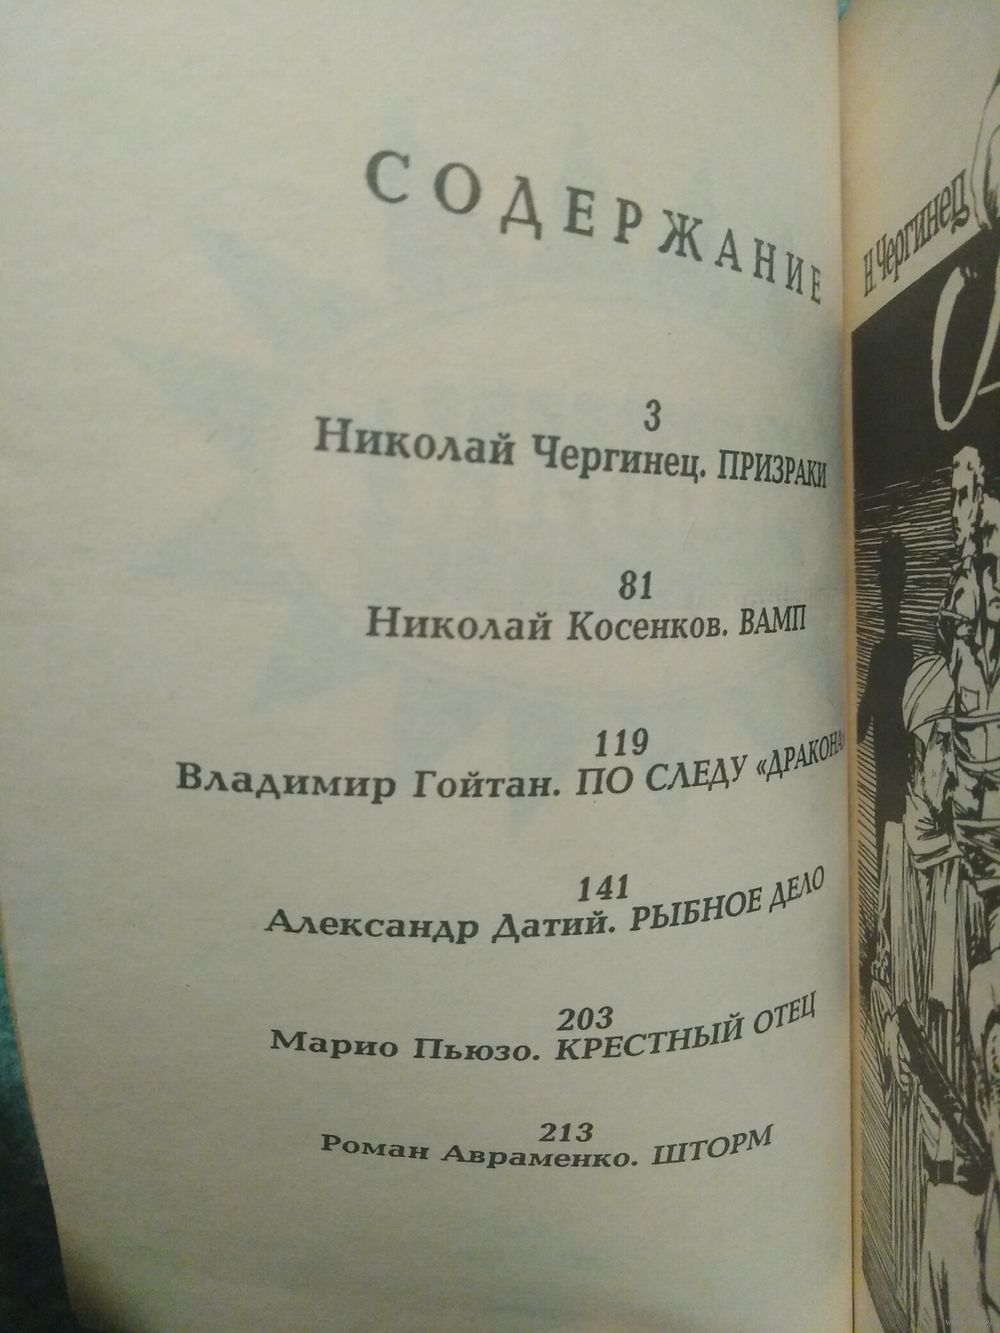 СОДЕРЖАНИЕ
3
Николай Чергинец. ПРИЗРАКИ
81
Николай Косенков. ВАМП
119
Владимир Гойтан. ПО СЛЕДУ «ДРАКОНА»
141
Александр Датий. РЫБНОЕ ДЕЛО
203
Марио Пьюзо. КРЕСТНЫЙ ОТЕЦ
213
Роман Авраменко. ШТОРМ
Н. Чергинец